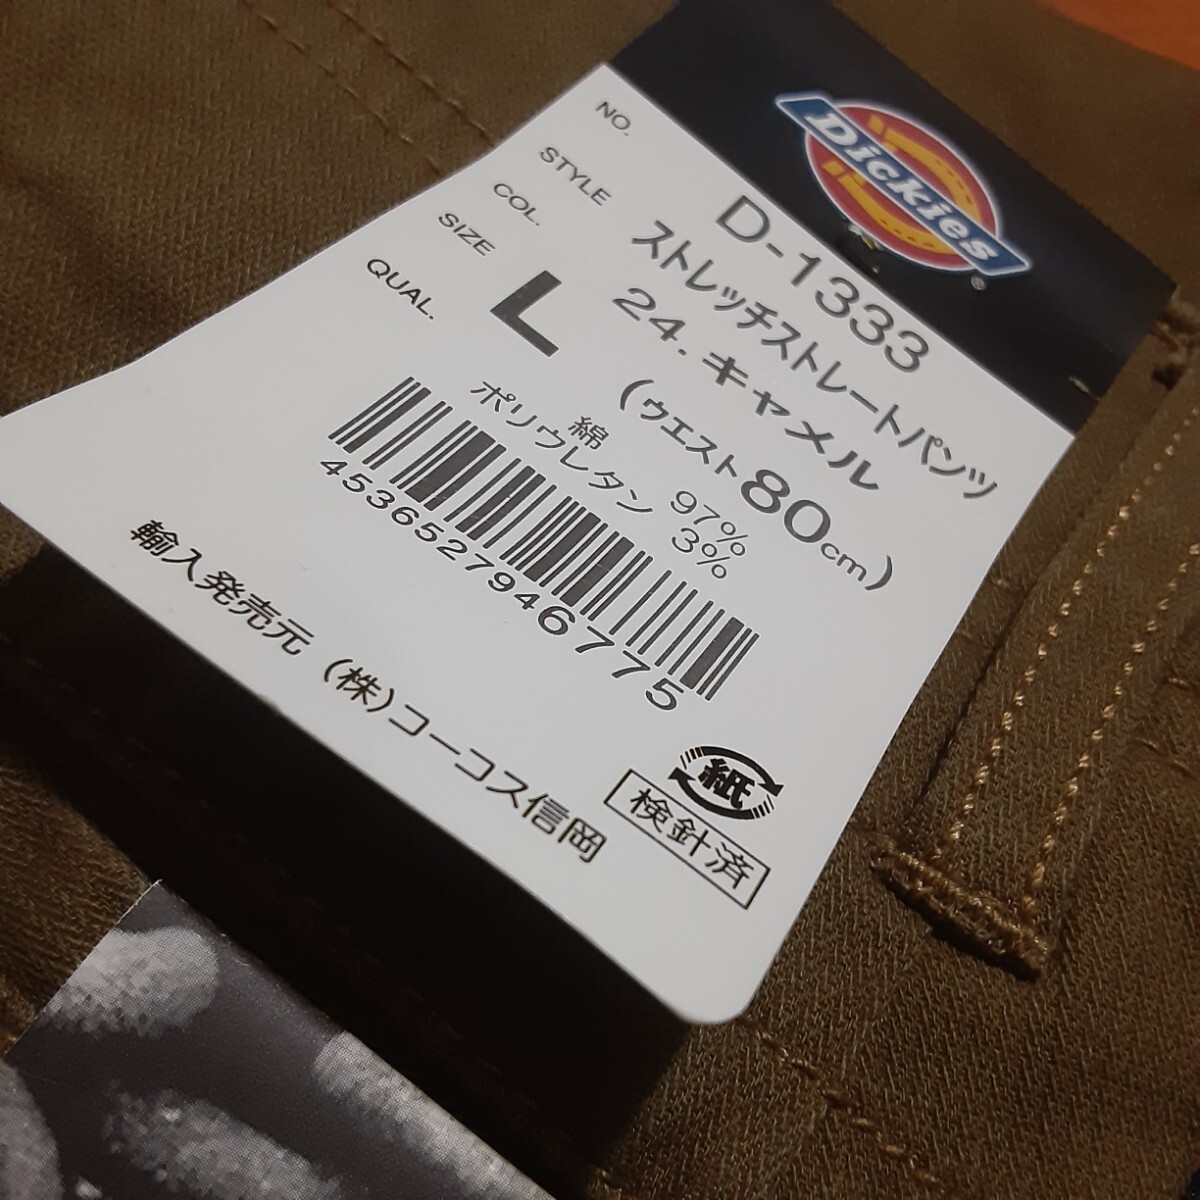 Dickies
®
NO. D-1333
STYLE ストレッチストレートパンツ
COL. 24. キャメル
SIZE L (ウエスト80cm)
QUAL. 綿 97%
ポリウレタン 3%
4536527946775
紙
検針済
輸入発売元 (株)コーコス信岡